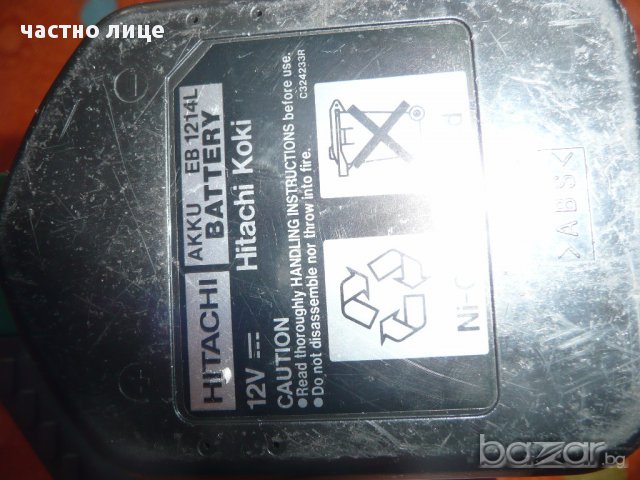 частно лице
HITACHI
AKKU EB 1214L
BATTERY
12V
Hitachi Koki
CAUTION
● Read thoroughly HANDLING INSTRUCTIONS before use.
● Do not disassemble nor throw into fire.
C324233R
Ni-C
d
>ABS<
bazar.bg